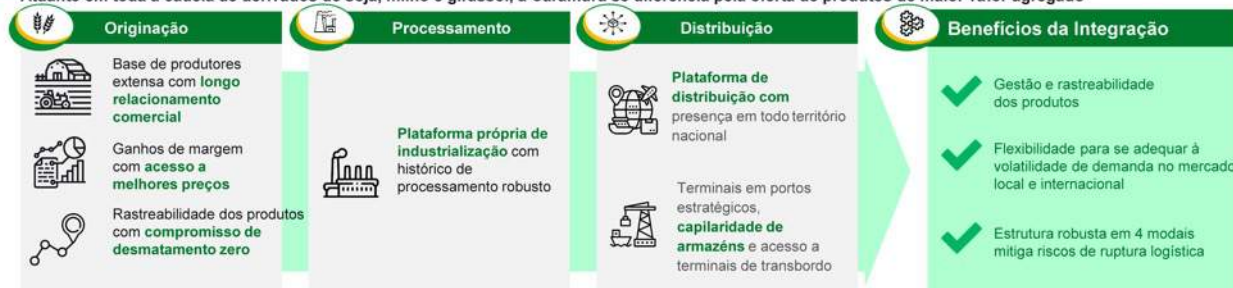 Originação
Base de produtores
extensa com longo
relacionamento
comercial
Ganhos de margem
com acesso a
melhores preços
Rastreabilidade dos produtos
com compromisso de
desmatamento zero
Processamento
Plataforma própria de
industrialização com
histórico de
processamento robusto
Distribuição
Plataforma de
distribuição com
presença em todo território
nacional
Terminais em portos
estratégicos,
capilaridade de
armazéns e acesso a
terminais de transbordo
Benefícios da Integração
Gestão e rastreabilidade
dos produtos
Flexibilidade para se adequar à
volatilidade de demanda no mercado
local e internacional
Estrutura robusta em 4 modais
mitiga riscos de ruptura logística